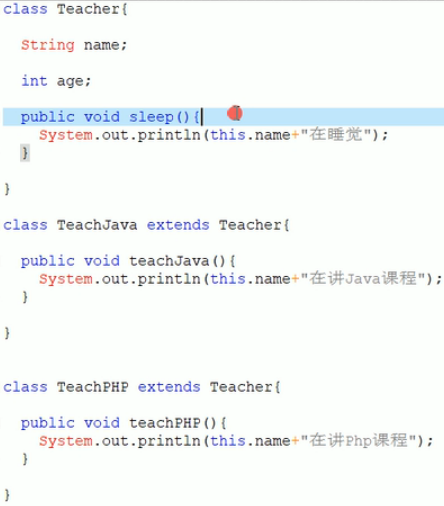 class Teacher{
String name;
int age;
public void sleep(){
System.out.println(this.name+"在睡觉");
}
}
class TeachJava extends Teacher{
public void teachJava(){
System.out.println(this.name+"在讲Java课程");
}
}
class TeachPHP extends Teacher{
public void teachPHP(){
System.out.println(this.name+"在讲Php课程");
}
}